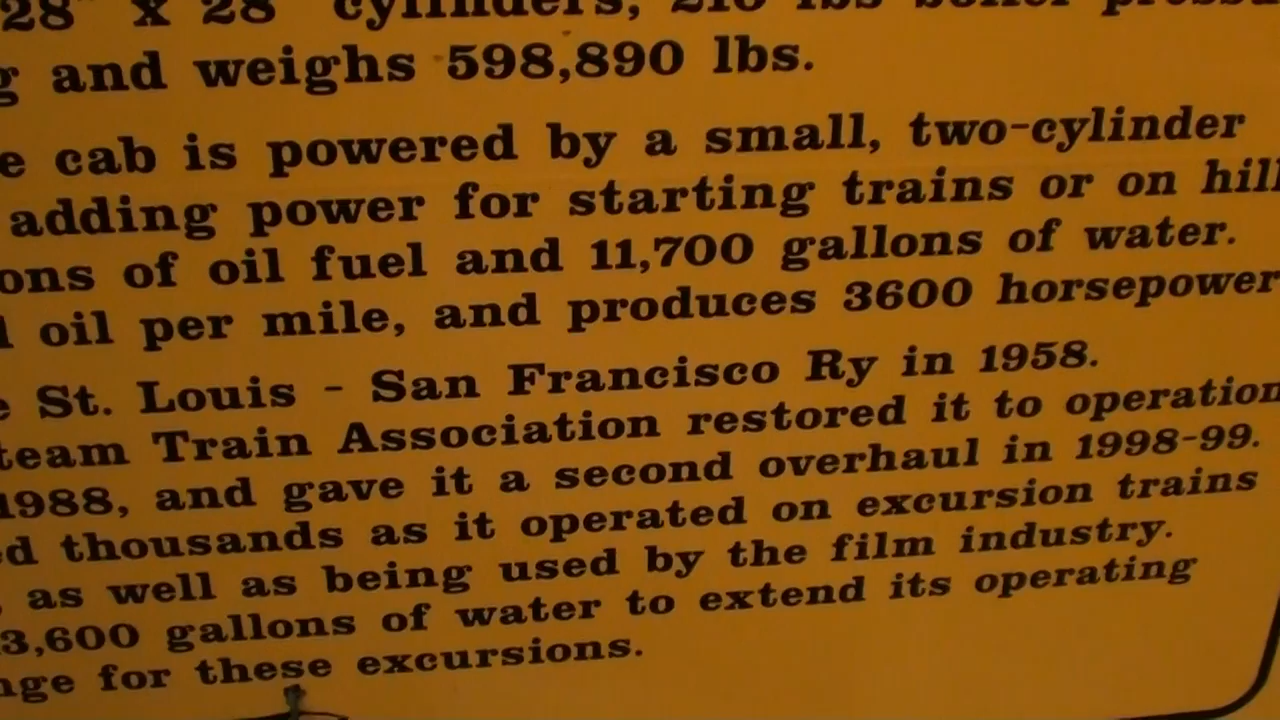 28" x 28" cylinders, 210 lbs boiler
and weighs 598,890 lbs.
cab is powered by a small, two-cylinder
adding power for starting trains or on
of oil fuel and 11,700 gallons of water.
oil per mile, and produces 3600 horsepower
St. Louis - San Francisco Ry in 1958.
Train Association restored it to operation
1988, and gave it a second overhaul in 1998-99.
thousands as it operated on excursion trains
as well as being used by the film industry.
3,600 gallons of water to extend its operating
for these excursions.